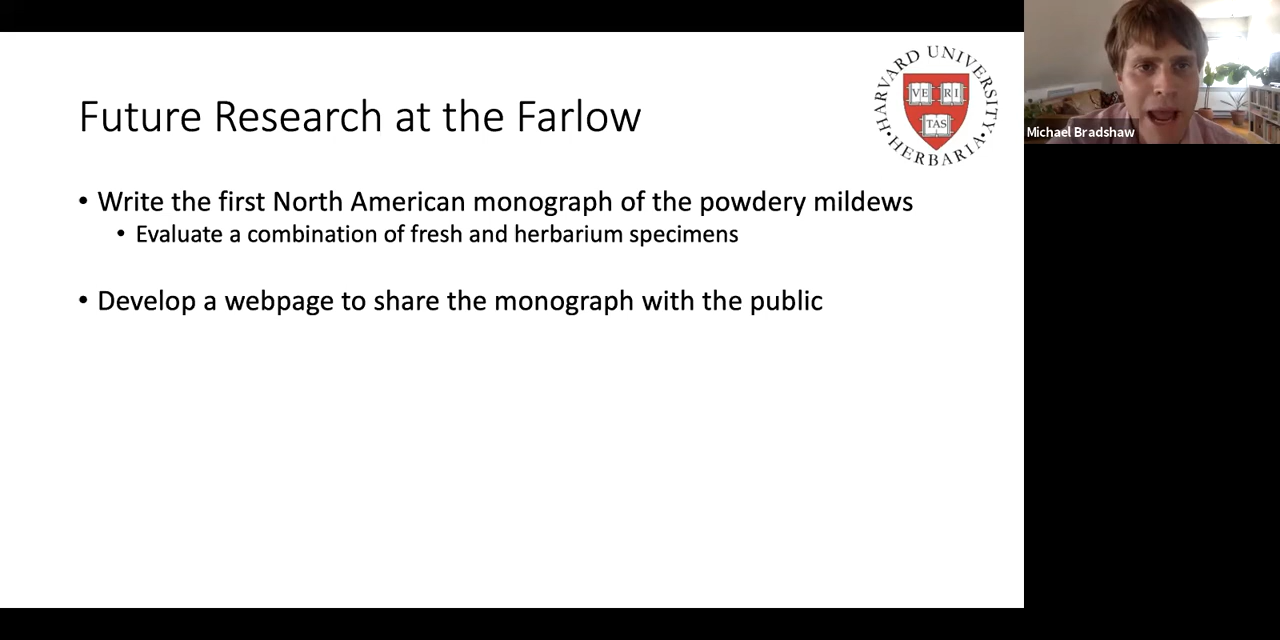 Future Research at the Farlow
HARVARD UNIVERSITY
VE RI
TAS
HERBARIA
• Write the first North American monograph of the powdery mildews
• Evaluate a combination of fresh and herbarium specimens
• Develop a webpage to share the monograph with the public
Michael Bradshaw